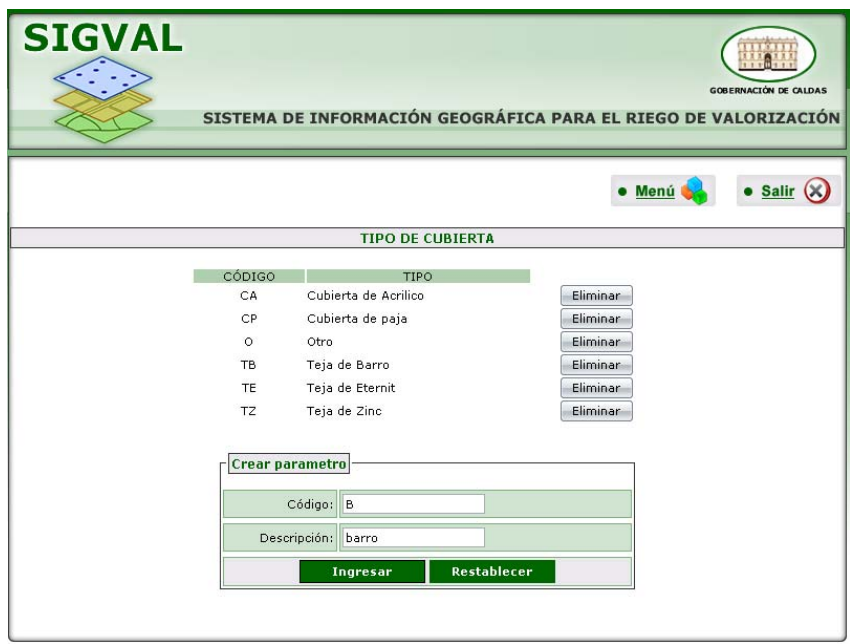 SIGVAL
GOBERNACIÓN DE CALDAS
SISTEMA DE INFORMACIÓN GEOGRÁFICA PARA EL RIEGO DE VALORIZACIÓN
• Menú • Salir
TIPO DE CUBIERTA
CÓDIGO TIPO
CA Cubierta de Acrilico Eliminar
CP Cubierta de paja Eliminar
O Otro Eliminar
TB Teja de Barro Eliminar
TE Teja de Eternit Eliminar
TZ Teja de Zinc Eliminar
Crear parametro
Código: B
Descripción: barro
Ingresar Restablecer